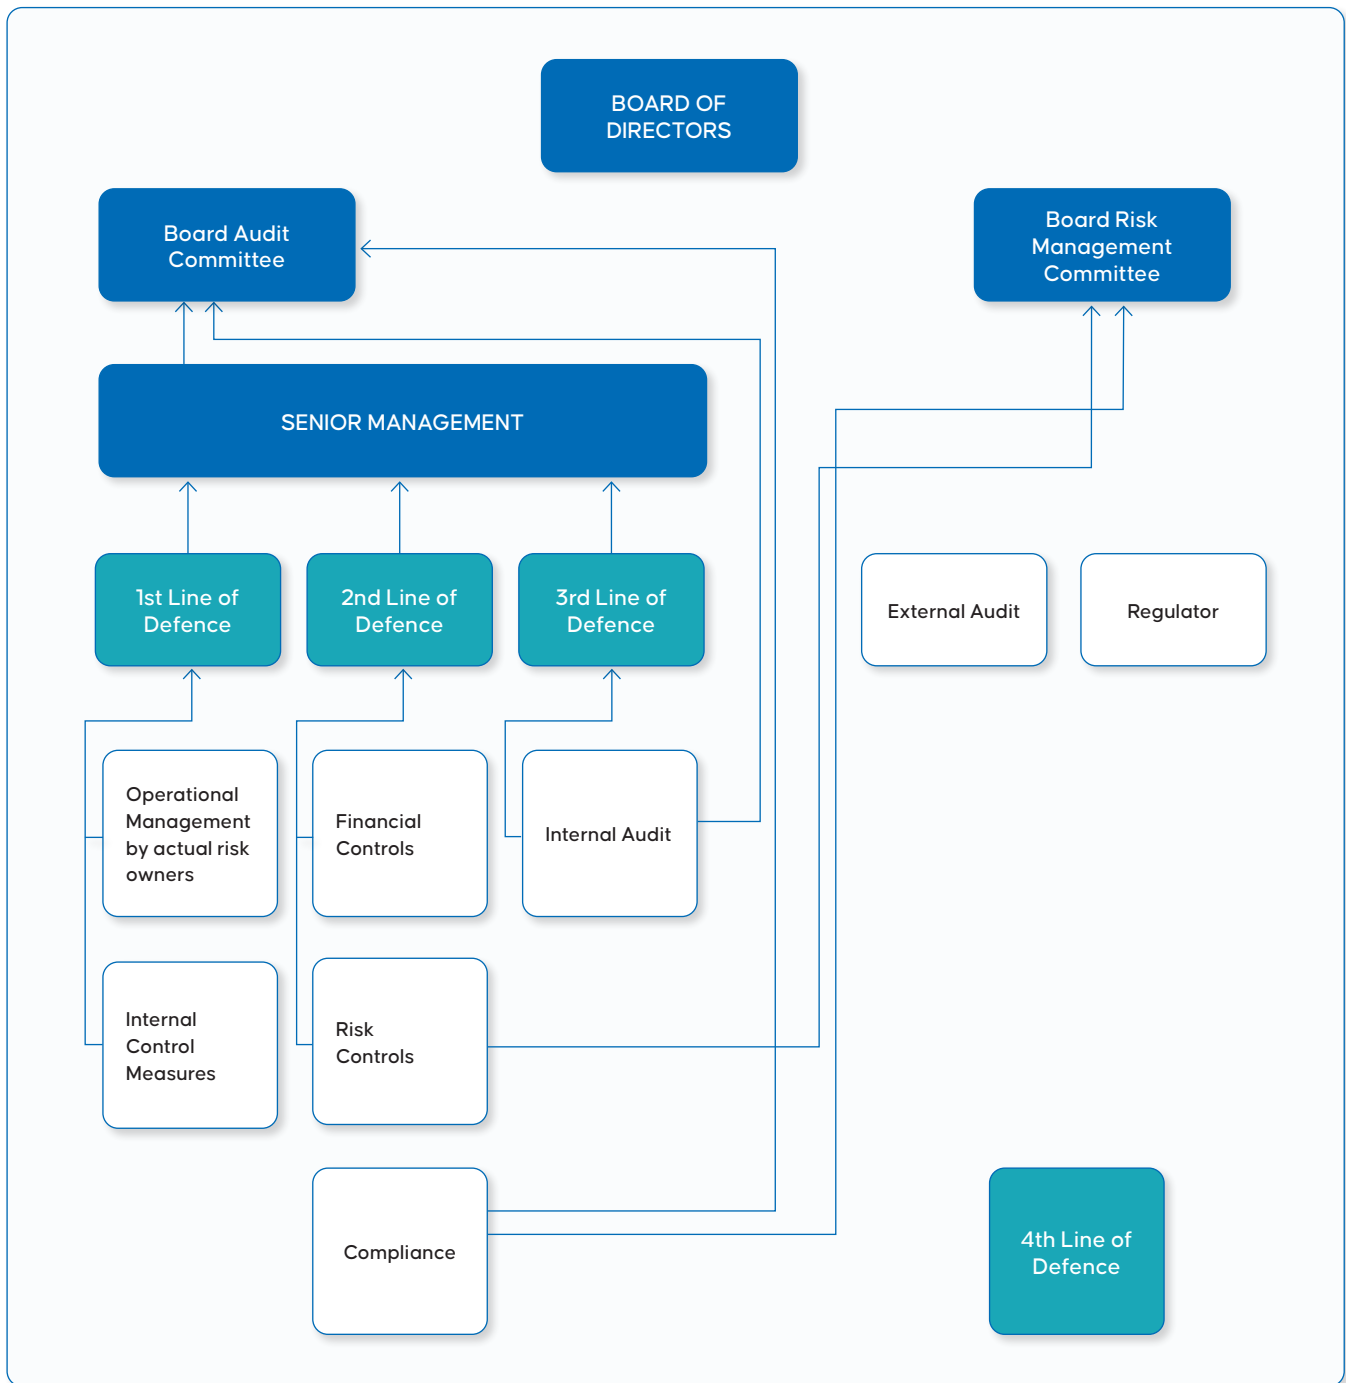 BOARD OF
DIRECTORS
Board Audit
Committee
Board Risk
Management
Committee
SENIOR MANAGEMENT
1st Line of
Defence
2nd Line of
Defence
3rd Line of
Defence
External Audit
Regulator
Operational
Management
by actual risk
owners
Financial
Controls
Internal Audit
Internal
Control
Measures
Risk
Controls
Compliance
4th Line of
Defence